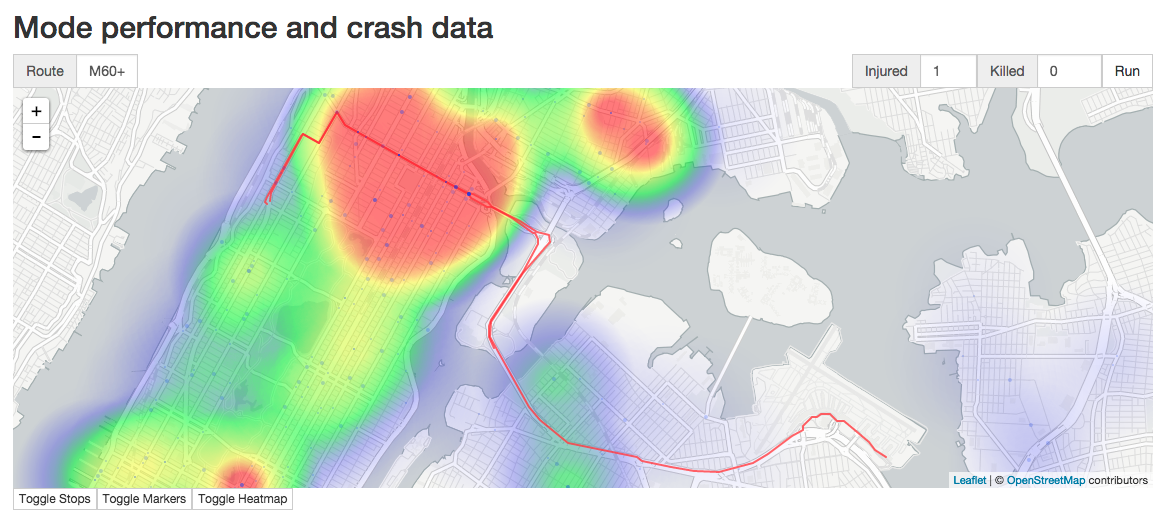 Mode performance and crash data
Route M60+ Injured 1 Killed 0 Run
+
−
Leaflet | © OpenStreetMap contributors
Toggle Stops Toggle Markers Toggle Heatmap